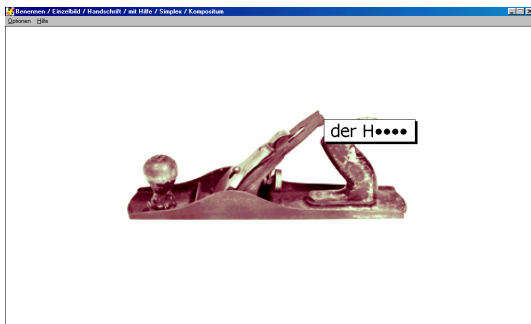 Benennen / Einzelbild / Handschrift / mit Hilfe / Simplex / Kompositum
Optionen Hilfe
der H●●●●